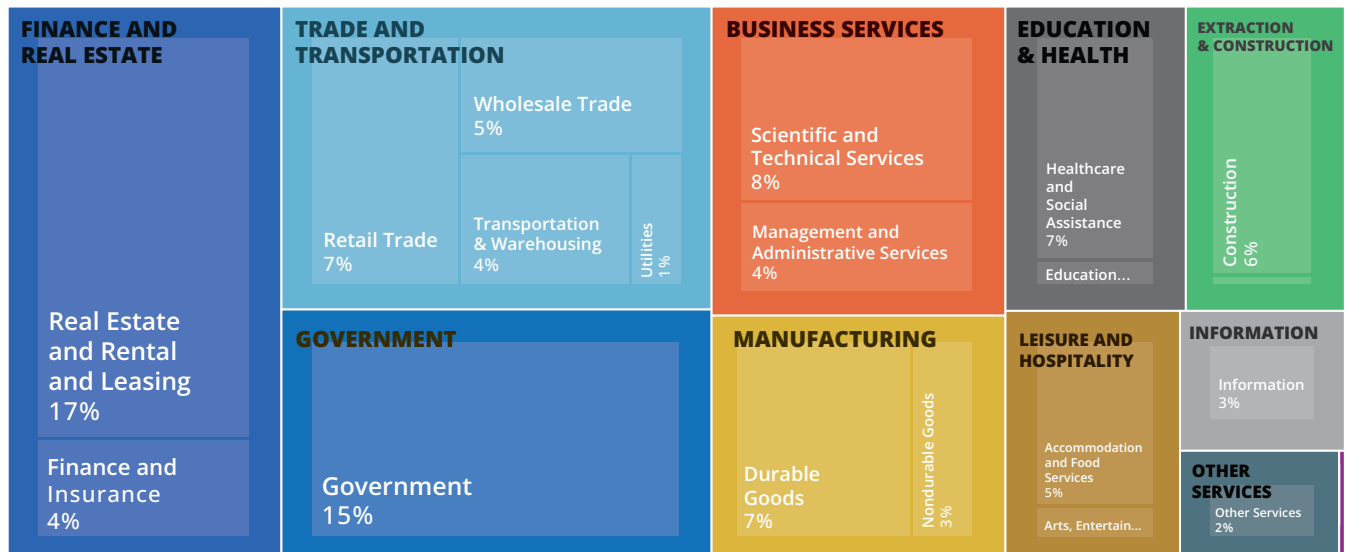 FINANCE AND
REAL ESTATE
Real Estate
and Rental
and Leasing
17%
Finance and
Insurance
4%
TRADE AND
TRANSPORTATION
Retail Trade
7%
Wholesale Trade
5%
Transportation
& Warehousing
4%
Utilities
1%
GOVERNMENT
Government
15%
BUSINESS SERVICES
Scientific and
Technical Services
8%
Management and
Administrative Services
4%
MANUFACTURING
Durable
Goods
7%
Nondurable Goods
3%
EDUCATION
& HEALTH
Healthcare
and
Social
Assistance
7%
Education...
LEISURE AND
HOSPITALITY
Accommodation
and Food
Services
5%
Arts, Entertain...
EXTRACTION
& CONSTRUCTION
Construction
6%
INFORMATION
Information
3%
OTHER
SERVICES
Other Services
2%